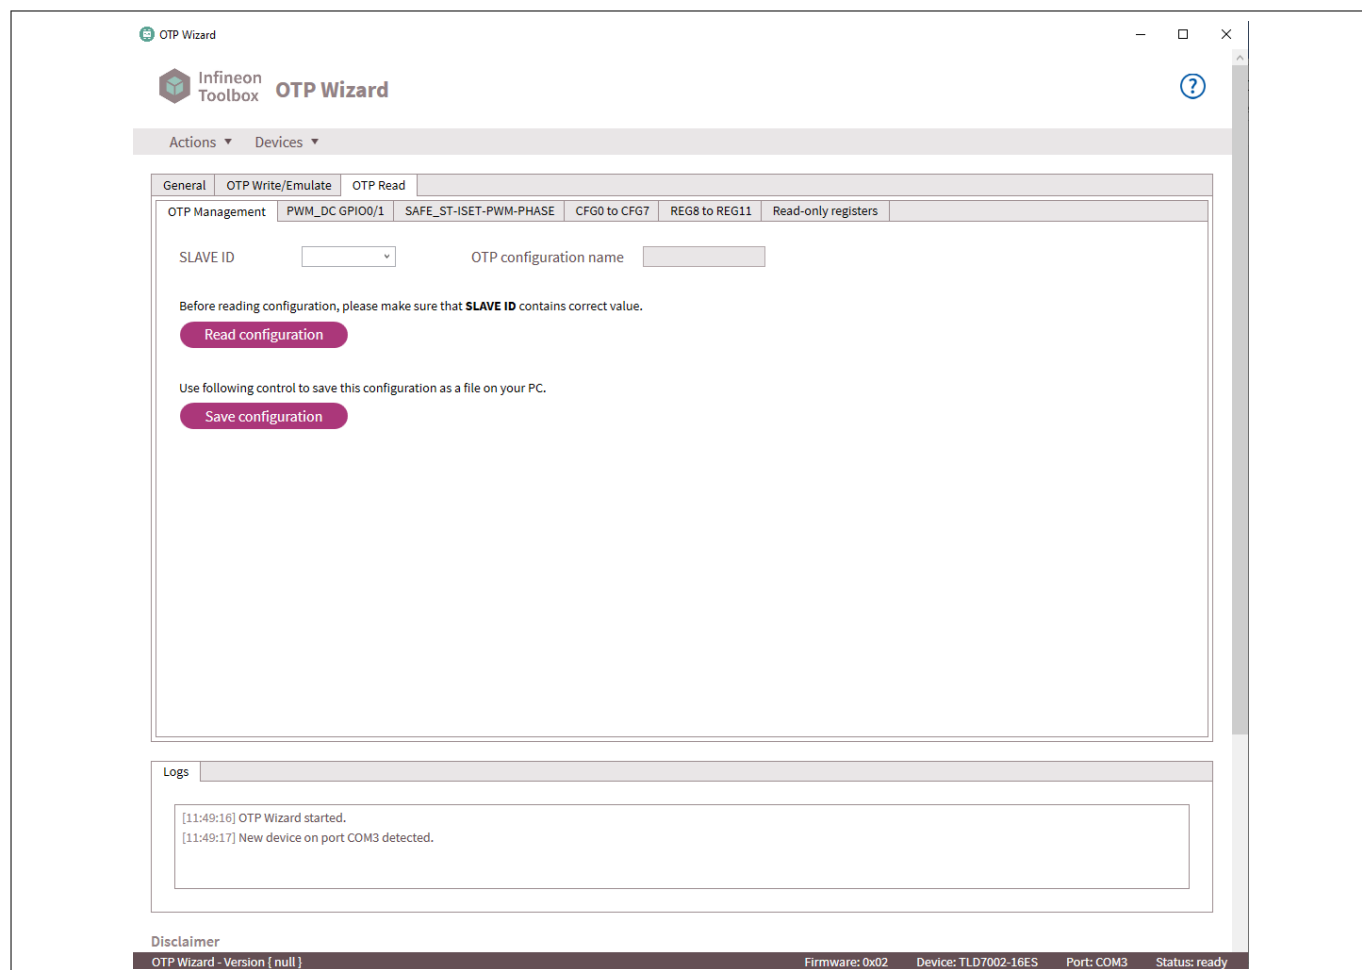 OTP Wizard
Infineon Toolbox OTP Wizard
?
Actions Devices
General OTP Write/Emulate OTP Read
OTP Management PWM_DC GPIO0/1 SAFE_ST-ISET-PWM-PHASE CFG0 to CFG7 REG8 to REG11 Read-only registers
SLAVE ID OTP configuration name
Before reading configuration, please make sure that SLAVE ID contains correct value.
Read configuration
Use following control to save this configuration as a file on your PC.
Save configuration
Logs
[11:49:16] OTP Wizard started.
[11:49:17] New device on port COM3 detected.
Disclaimer
OTP Wizard - Version { null } Firmware: 0x02 Device: TLD7002-16ES Port: COM3 Status: ready